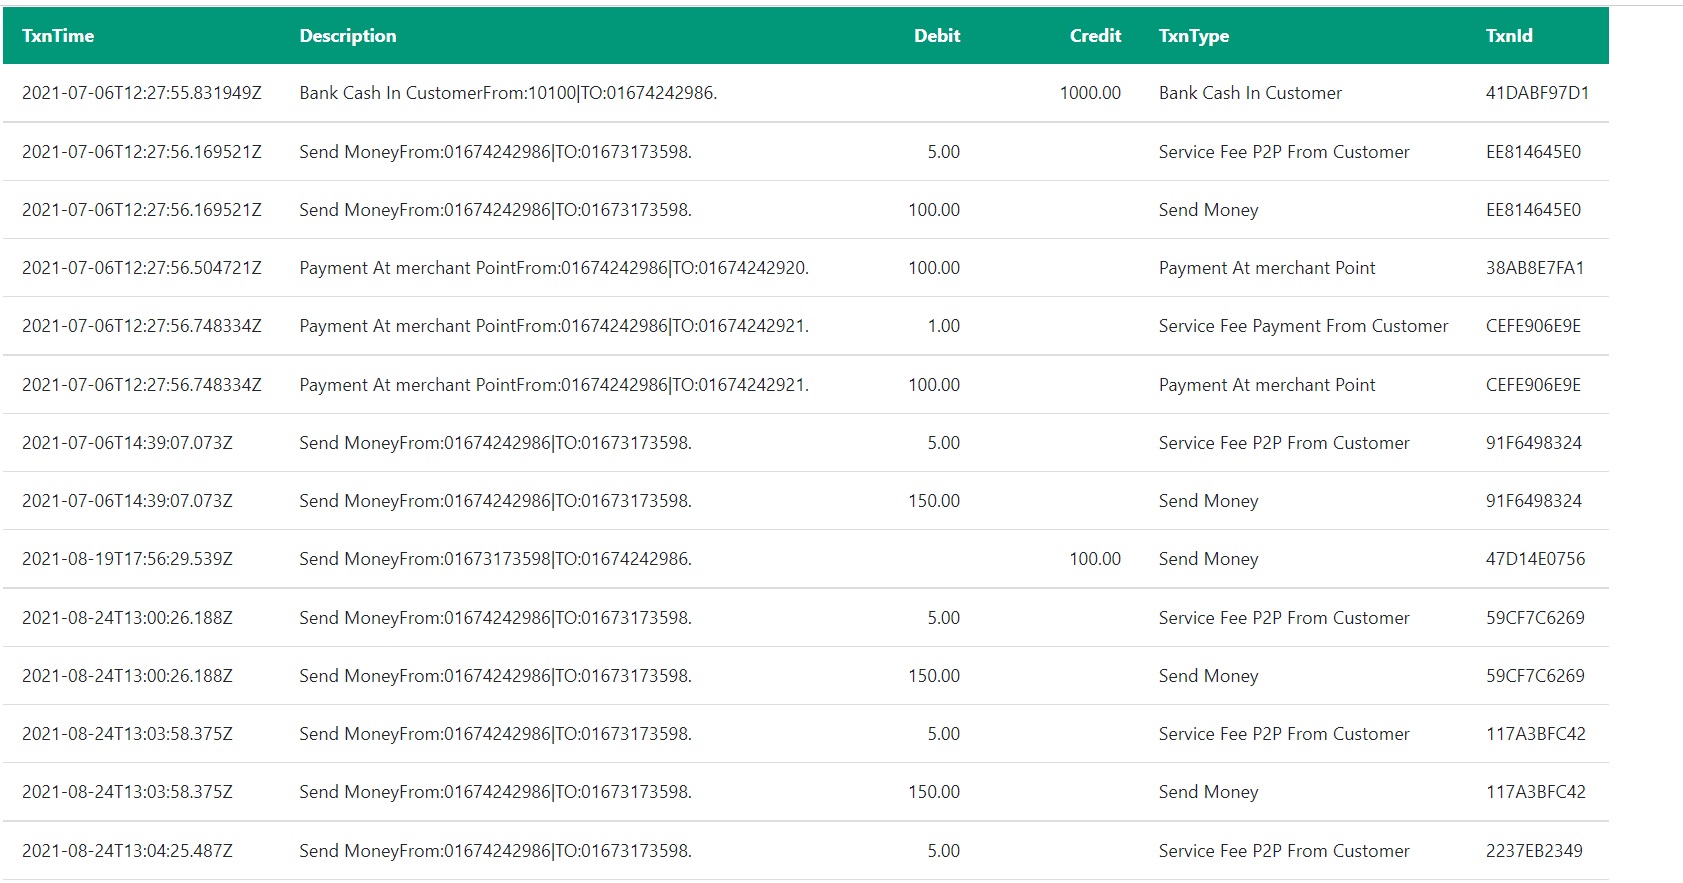 TxnTime Description Debit Credit TxnType TxnId
2021-07-06T12:27:55.831949Z Bank Cash In CustomerFrom:10100|TO:01674242986. 1000.00 Bank Cash In Customer 41DABF97D1
2021-07-06T12:27:56.169521Z Send MoneyFrom:01674242986|TO:01673173598. 5.00 Service Fee P2P From Customer EE814645E0
2021-07-06T12:27:56.169521Z Send MoneyFrom:01674242986|TO:01673173598. 100.00 Send Money EE814645E0
2021-07-06T12:27:56.504721Z Payment At merchant PointFrom:01674242986|TO:01674242920. 100.00 Payment At merchant Point 38AB8E7FA1
2021-07-06T12:27:56.748334Z Payment At merchant PointFrom:01674242986|TO:01674242921. 1.00 Service Fee Payment From Customer CEFE906E9E
2021-07-06T12:27:56.748334Z Payment At merchant PointFrom:01674242986|TO:01674242921. 100.00 Payment At merchant Point CEFE906E9E
2021-07-06T14:39:07.073Z Send MoneyFrom:01674242986|TO:01673173598. 5.00 Service Fee P2P From Customer 91F6498324
2021-07-06T14:39:07.073Z Send MoneyFrom:01674242986|TO:01673173598. 150.00 Send Money 91F6498324
2021-08-19T17:56:29.539Z Send MoneyFrom:01673173598|TO:01674242986. 100.00 Send Money 47D14E0756
2021-08-24T13:00:26.188Z Send MoneyFrom:01674242986|TO:01673173598. 5.00 Service Fee P2P From Customer 59CF7C6269
2021-08-24T13:00:26.188Z Send MoneyFrom:01674242986|TO:01673173598. 150.00 Send Money 59CF7C6269
2021-08-24T13:03:58.375Z Send MoneyFrom:01674242986|TO:01673173598. 5.00 Service Fee P2P From Customer 117A3BFC42
2021-08-24T13:03:58.375Z Send MoneyFrom:01674242986|TO:01673173598. 150.00 Send Money 117A3BFC42
2021-08-24T13:04:25.487Z Send MoneyFrom:01674242986|TO:01673173598. 5.00 Service Fee P2P From Customer 2237EB2349